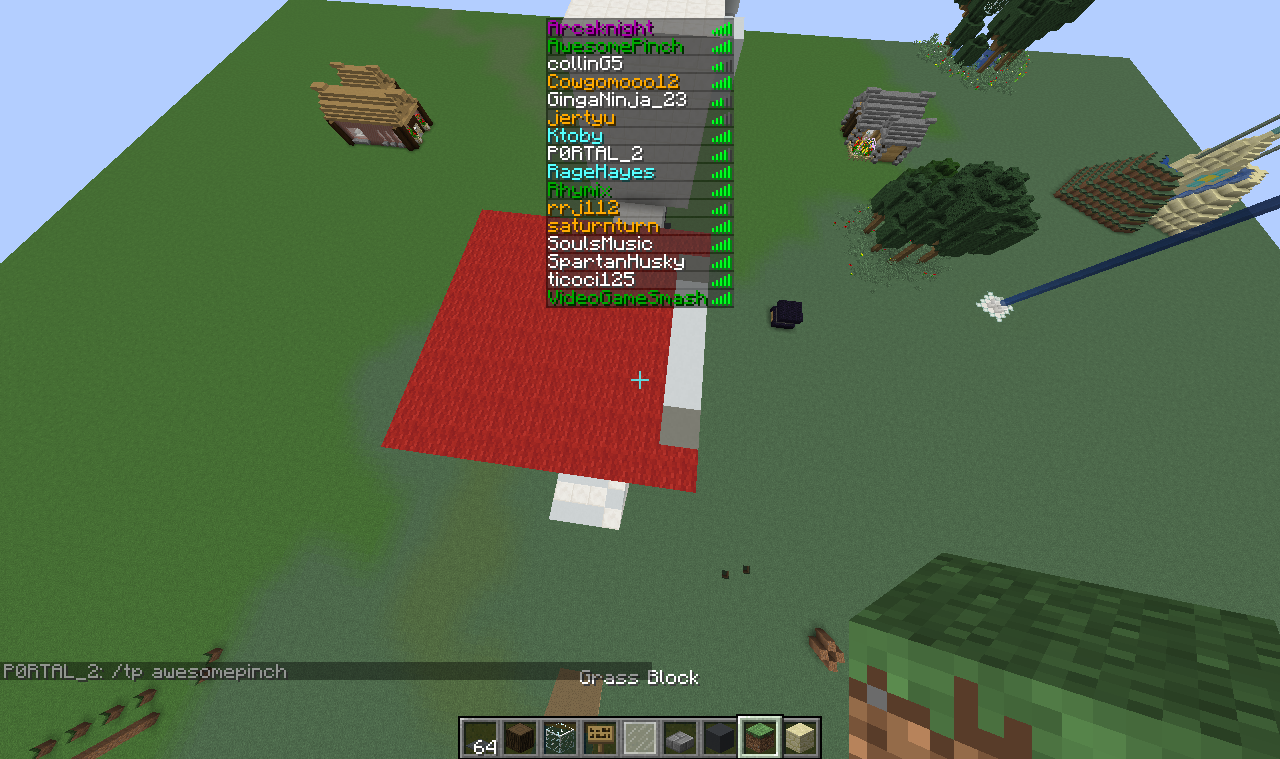 Arcaknight
AwesomePinch
collinG5
Cowgomooo12
GingaNinja_23
jertyu
Ktoby
P0RTAL_2
RageHayes
Rhymix
rrj112
saturnturn
SoulsMusic
SpartanHusky
ticoci125
VideoGameSmash
P0RTAL_2: /tp awesomepinch
Grass Block
64